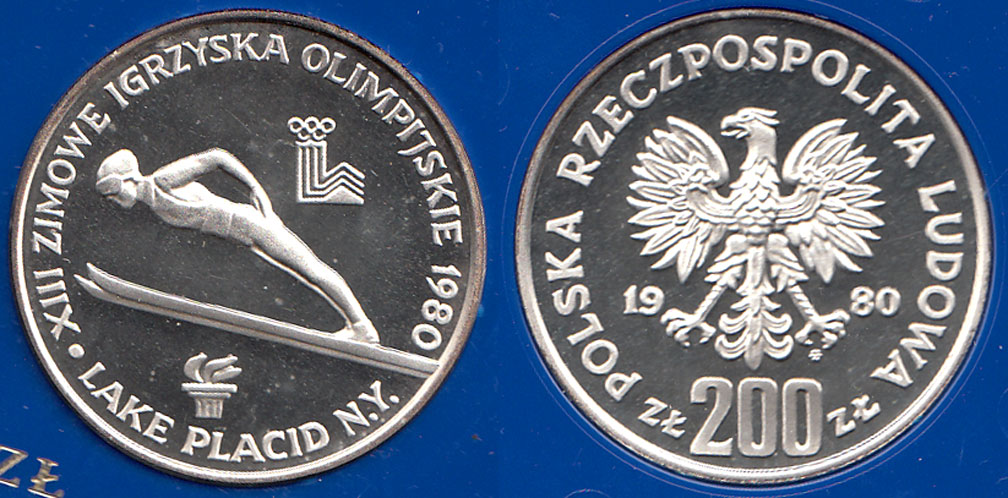 XIII ZIMOWE IGRZYSKA OLIMPIJSKIE 1980
• LAKE PLACID N.Y.
POLSKA RZECZPOSPOLITA LUDOWA
19 80
ZŁ 200 ZŁ
ZŁ